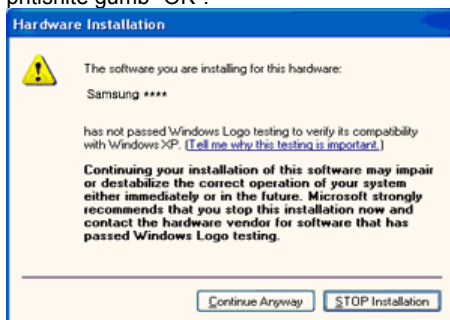 pritisnite gumb "OK".
Hardware Installation
The software you are installing for this hardware:
Samsung ****
has not passed Windows Logo testing to verify its compatibility
with Windows XP. (Tell me why this testing is important.)
Continuing your installation of this software may impair
or destabilize the correct operation of your system
either immediately or in the future. Microsoft strongly
recommends that you stop this installation now and
contact the hardware vendor for software that has
passed Windows Logo testing.
Continue Anyway
STOP Installation